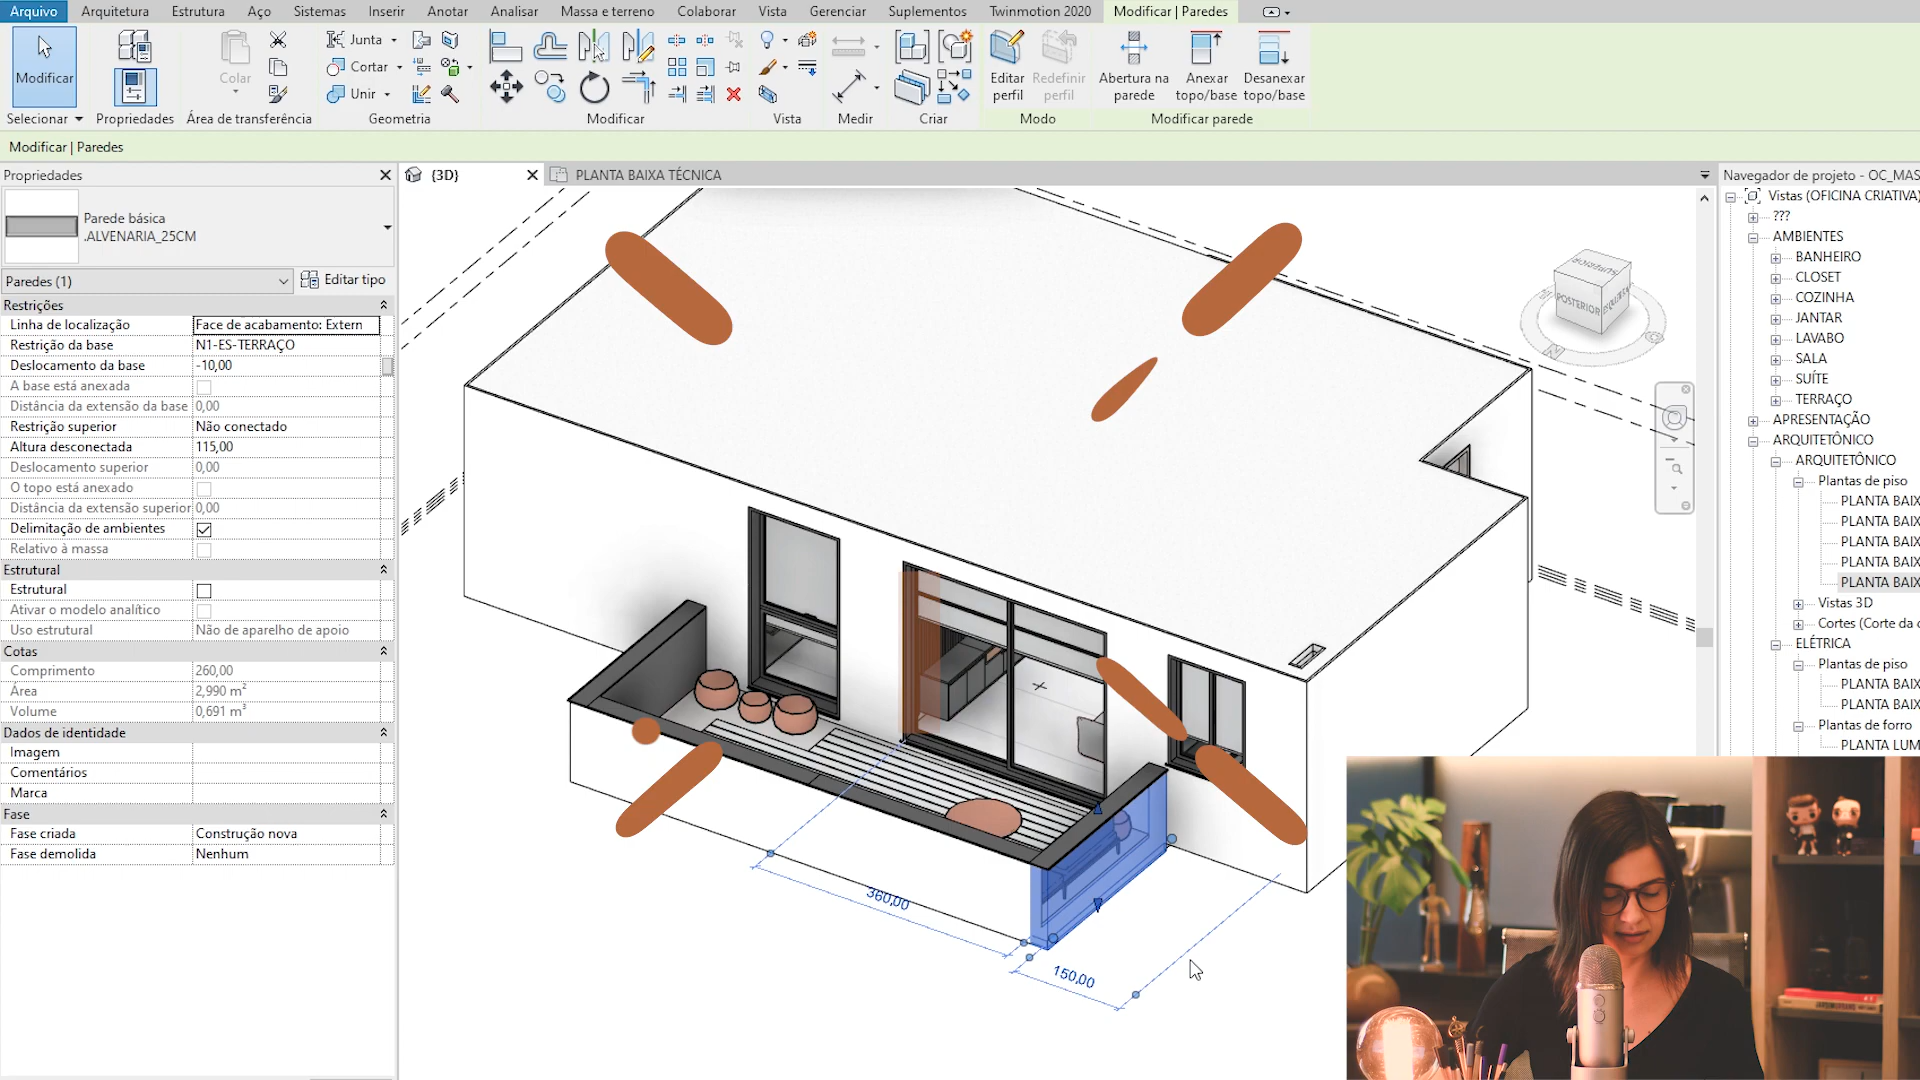 Arquivo Arquitetura Estrutura Aço Sistemas Inserir Anotar Analisar Massa e terreno Colaborar Vista Gerenciar Suplementos Twinmotion 2020 Modificar | Paredes
Modificar
Colar
Junta
Cortar
Unir
Editar perfil
Redefinir perfil
Abertura na parede
Anexar topo/base
Desanexar topo/base
Selecionar Propriedades Área de transferência Geometria Modificar Vista Medir Criar Modo Modificar parede
Modificar | Paredes
Propriedades
{3D}
PLANTA BAIXA TÉCNICA
Parede básica
.ALVENARIA_25CM
Paredes (1) Editar tipo
Restrições
Linha de localização Face de acabamento: Extern
Restrição da base N1-ES-TERRAÇO
Deslocamento da base -10,00
A base está anexada
Distância da extensão da base 0,00
Restrição superior Não conectado
Altura desconectada 115,00
Deslocamento superior 0,00
O topo está anexado
Distância da extensão superior 0,00
Delimitação de ambientes
Relativo à massa
Estrutural
Estrutural
Ativar o modelo analítico
Uso estrutural Não de aparelho de apoio
Cotas
Comprimento 260,00
Área 2,990 m²
Volume 0,691 m³
Dados de identidade
Imagem
Comentários
Marca
Fase
Fase criada Construção nova
Fase demolida Nenhum
POSTERIOR
360,00
150,00
Navegador de projeto - OC_MAS
Vistas (OFICINA CRIATIVA)
???
AMBIENTES
BANHEIRO
CLOSET
COZINHA
JANTAR
LAVABO
SALA
SUÍTE
TERRAÇO
APRESENTAÇÃO
ARQUITETÔNICO
ARQUITETÔNICO
Plantas de piso
PLANTA BAIX
PLANTA BAIX
PLANTA BAIX
PLANTA BAIX
PLANTA BAIX
Vistas 3D
Cortes (Corte da c
ELÉTRICA
Plantas de piso
PLANTA BAIX
PLANTA BAIX
Plantas de forro
PLANTA LUM